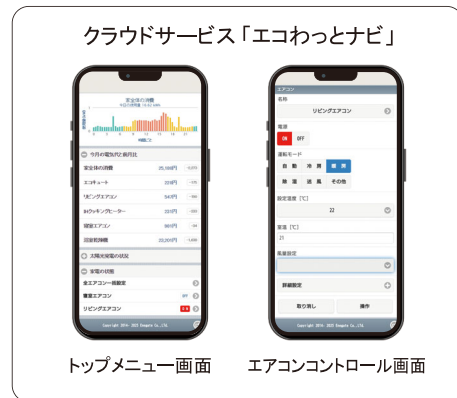 クラウドサービス「エコわっとナビ」
家全体の消費
今月の電気代と前月比
家全体の消費
エコキュート
リビングエアコン
IHクッキングヒーター
寝室エアコン
太陽光発電の状況
家電の状態
全エアコン一括設定
寝室エアコン OFF
リビングエアコン
エアコン
名称
リビングエアコン
電源
ON OFF
運転モード
自動 冷房 暖房
除湿 送風 その他
設定温度 [℃]
22
室温 [℃]
21
風量設定
詳細設定
取り消し 操作
トップメニュー画面
エアコンコントロール画面